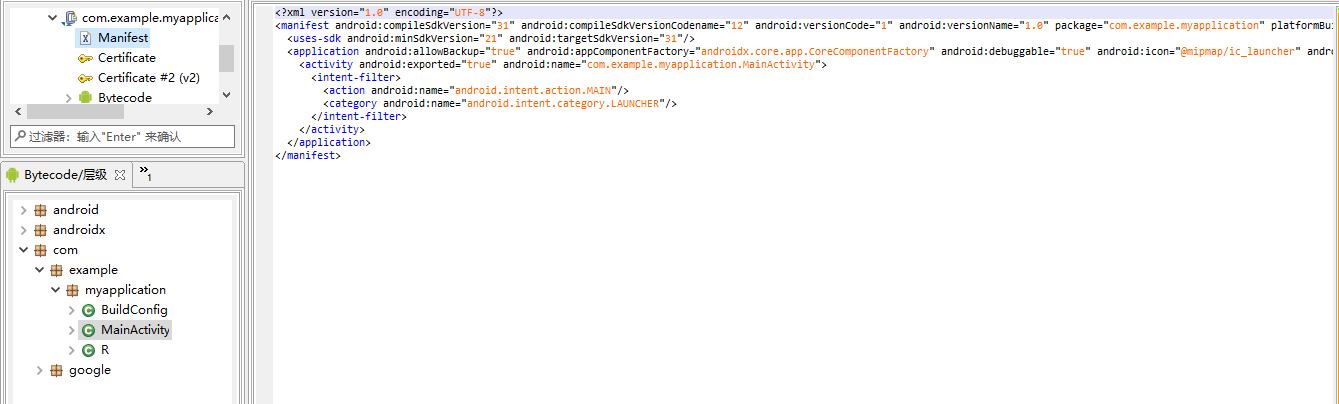 com.example.myapplica
Manifest
Certificate
Certificate #2 (v2)
Bytecode
过滤器：输入"Enter" 来确认
Bytecode/层级
»1
android
androidx
com
example
myapplication
BuildConfig
MainActivity
R
google
<?xml version="1.0" encoding="UTF-8"?>
<manifest android:compileSdkVersion="31" android:compileSdkVersionCodename="12" android:versionCode="1" android:versionName="1.0" package="com.example.myapplication" platformBui
<uses-sdk android:minSdkVersion="21" android:targetSdkVersion="31"/>
<application android:allowBackup="true" android:appComponentFactory="androidx.core.app.CoreComponentFactory" android:debuggable="true" android:icon="@mipmap/ic_launcher" andro
<activity android:exported="true" android:name="com.example.myapplication.MainActivity">
<intent-filter>
<action android:name="android.intent.action.MAIN"/>
<category android:name="android.intent.category.LAUNCHER"/>
</intent-filter>
</activity>
</application>
</manifest>